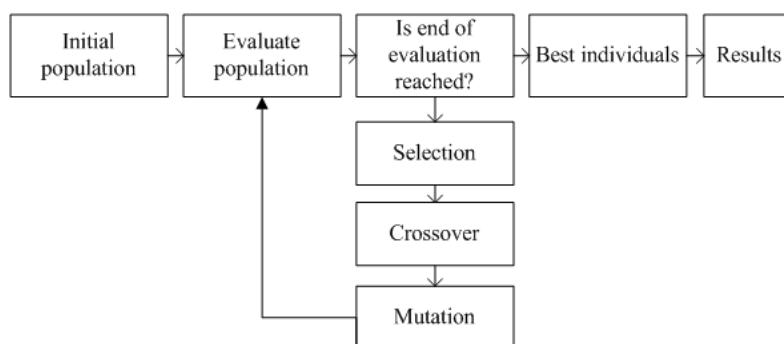 Initial
population
Evaluate
population
Is end of
evaluation
reached?
Best individuals
Results
Selection
Crossover
Mutation